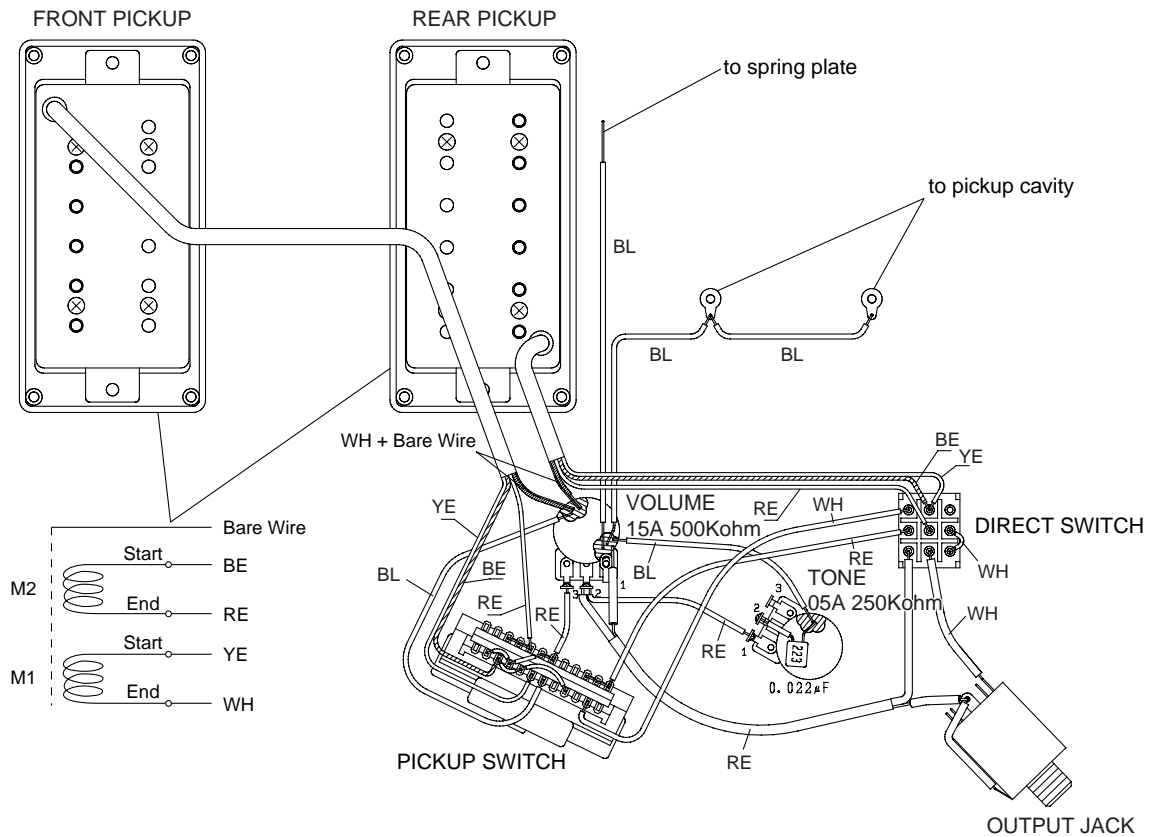 FRONT PICKUP
REAR PICKUP
to spring plate
to pickup cavity
BL
BL
BL
WH + Bare Wire
BE
YE
VOLUME
15A 500Kohm
RE
WH
DIRECT SWITCH
YE
RE
BL
WH
TONE
05A 250Kohm
BL
BE
RE
RE
3
2
1
3
2
1
RE
WH
223
0.022µF
Bare Wire
Start
BE
M2
End
RE
Start
YE
M1
End
WH
RE
PICKUP SWITCH
OUTPUT JACK